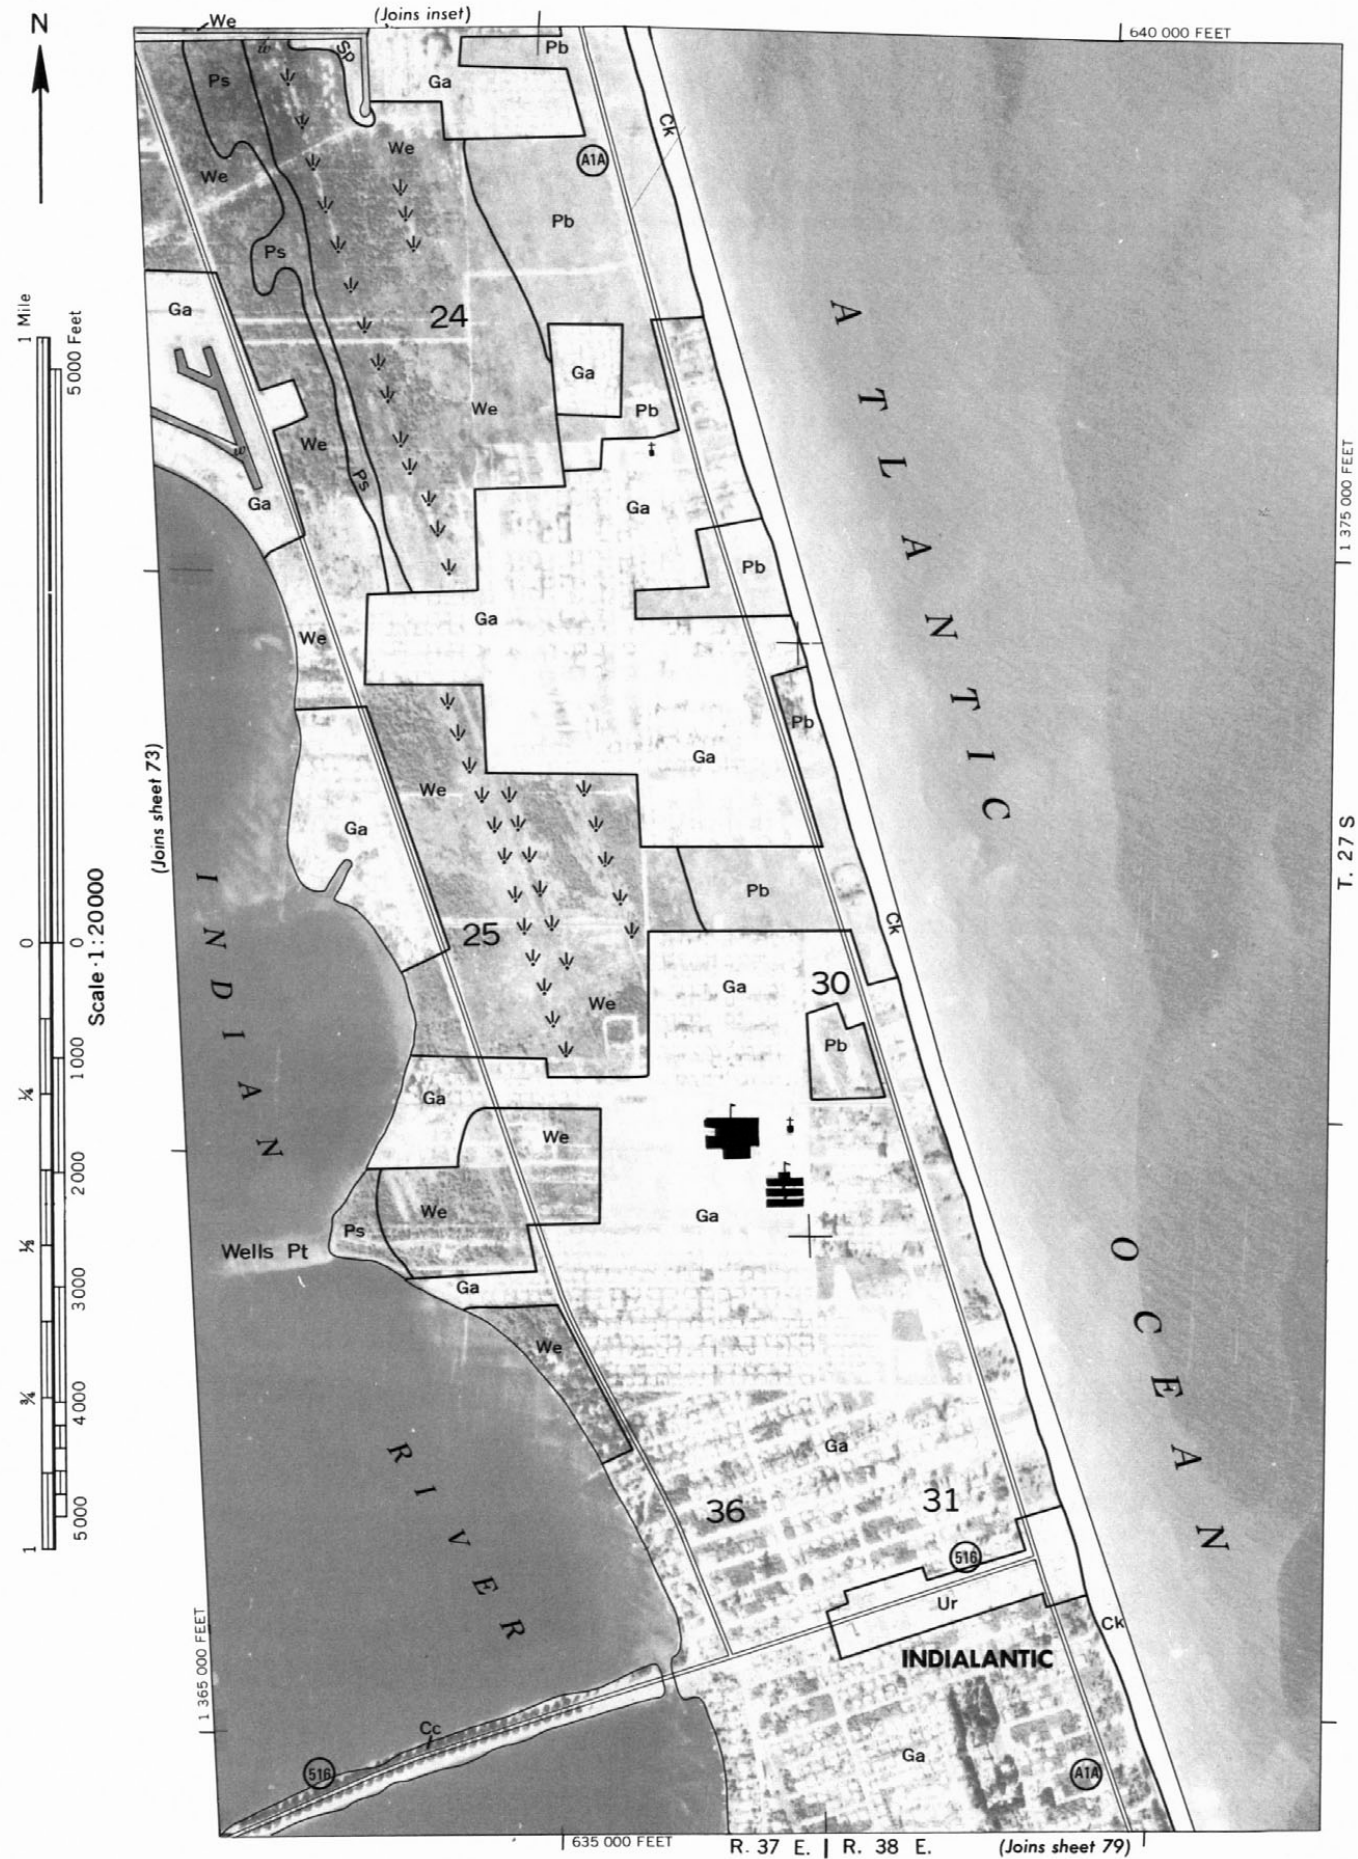 N
(Joins inset)
640 000 FEET
We
w
Sp
Pb
Ps
Ga
Ck
We
A1A
We
Pb
Ps
24
Ga
1 Mile
5000 Feet
Ga
We
Pb
We
w
Ps
Ga
Ga
1 375 000 FEET
Pb
Ga
We
Pb
Ga
We
(Joins sheet 73)
Ga
T. 27 S
Pb
25
Ck
0
0
Scale·1:20000
Ga
30
We
Pb
1000
¼
Ga
We
2000
We
Ga
Ps
½
Wells Pt
Ga
3000
We
¾
4000
Ga
36
31
5000
1
516
Ur
Ck
INDIALANTIC
1 365 000 FEET
Cc
516
Ga
A1A
635 000 FEET
R. 37 E. | R. 38 E.
(Joins sheet 79)
ATLANTIC
OCEAN
INDIAN
RIVER